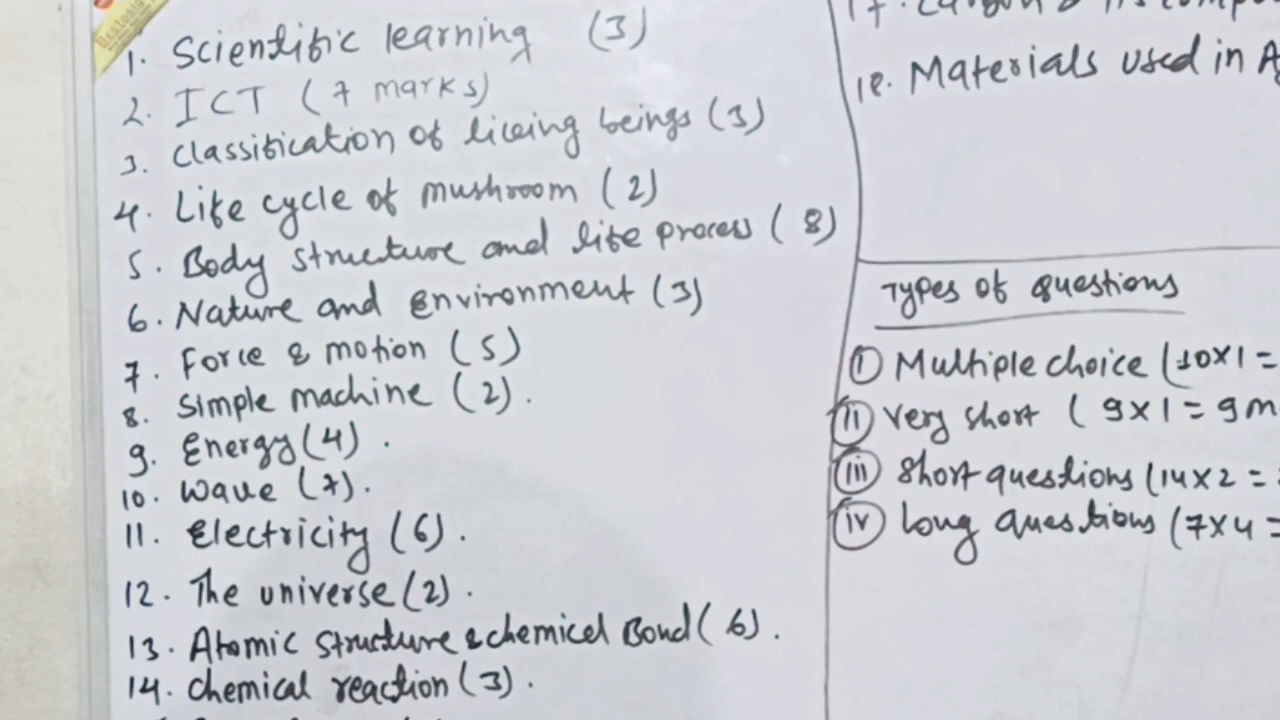 1. Scientific learning (3)
2. ICT (7 marks)
3. Classification of living beings (3)
4. Life cycle of mushroom (2)
5. Body structure and life process (8)
6. Nature and Environment (3)
7. Force & motion (5)
8. Simple machine (2).
9. Energy (4).
10. Wave (7).
11. Electricity (6).
12. The universe (2).
13. Atomic structure & chemical Bond (6).
14. Chemical reaction (3).
17.
18. Materials used in
Types of questions
(i) Multiple choice (10x1 =
(ii) Very short ( 9x1 = 9m
(iii) Short questions (14x2 =
(iv) Long questions (7x4 =